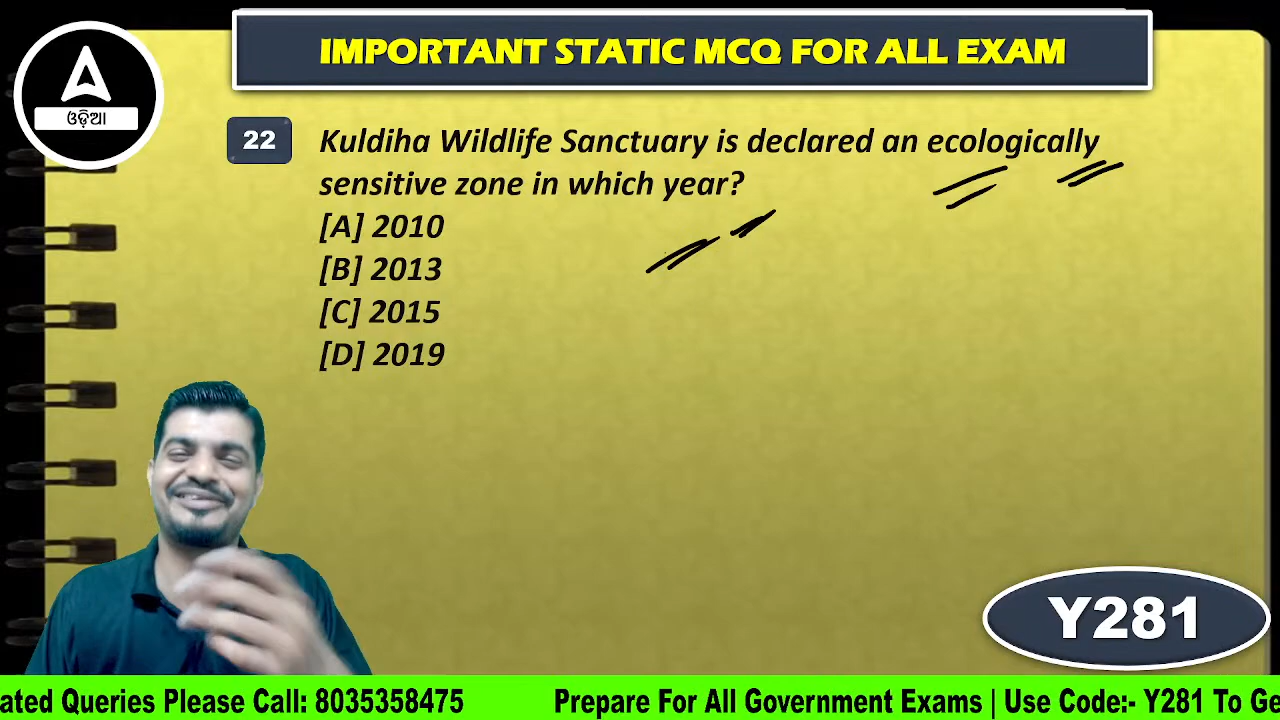 IMPORTANT STATIC MCQ FOR ALL EXAM
ଓଡ଼ିଆ
22
Kuldiha Wildlife Sanctuary is declared an ecologically
sensitive zone in which year?
[A] 2010
[B] 2013
[C] 2015
[D] 2019
Y281
ated Queries Please Call: 8035358475 Prepare For All Government Exams | Use Code:- Y281 To Ge